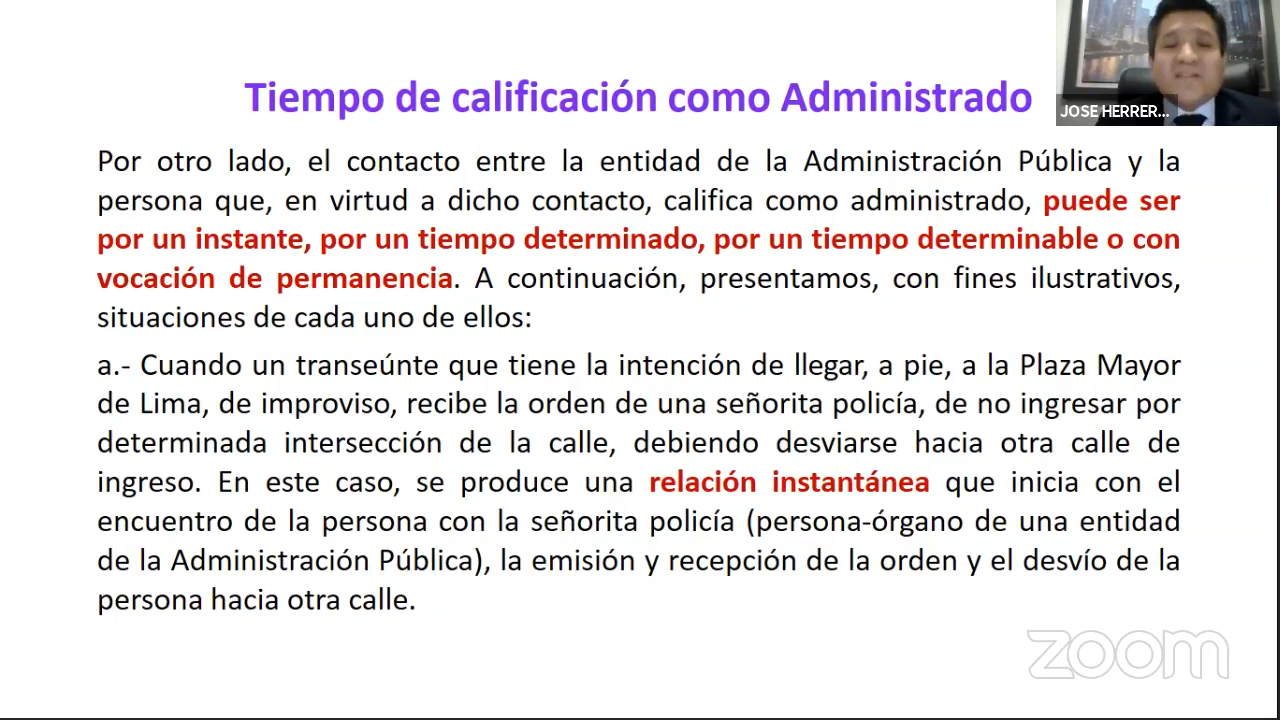 Tiempo de calificación como Administrado
JOSE HERRER...
Por otro lado, el contacto entre la entidad de la Administración Pública y la
persona que, en virtud a dicho contacto, califica como administrado, puede ser
por un instante, por un tiempo determinado, por un tiempo determinable o con
vocación de permanencia. A continuación, presentamos, con fines ilustrativos,
situaciones de cada uno de ellos:
a.- Cuando un transeúnte que tiene la intención de llegar, a pie, a la Plaza Mayor
de Lima, de improviso, recibe la orden de una señorita policía, de no ingresar por
determinada intersección de la calle, debiendo desviarse hacia otra calle de
ingreso. En este caso, se produce una relación instantánea que inicia con el
encuentro de la persona con la señorita policía (persona-órgano de una entidad
de la Administración Pública), la emisión y recepción de la orden y el desvío de la
persona hacia otra calle.
zoom